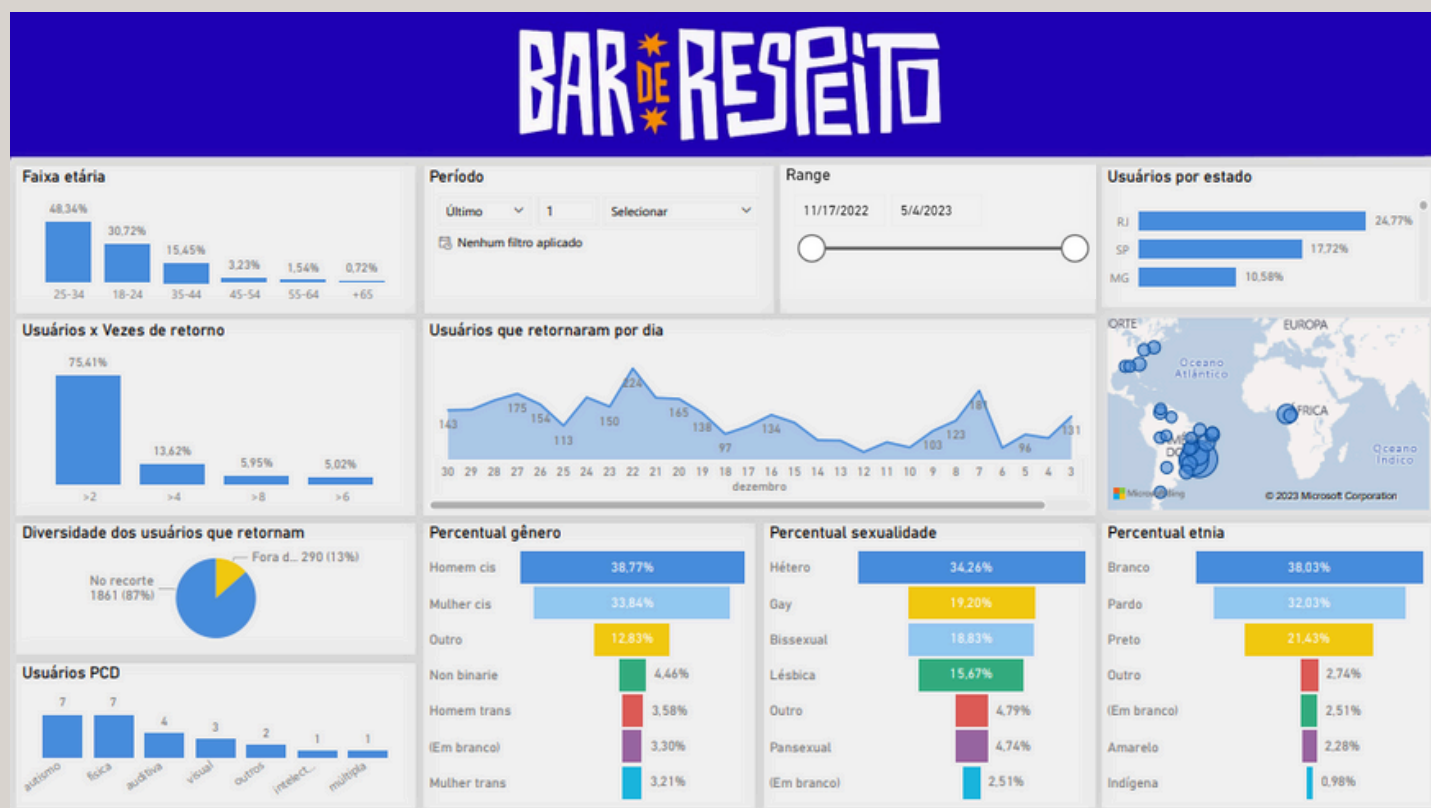 BAR DE RESPEITO
Faixa etária
48,34%
30,72%
15,45%
3,23%
1,54%
0,72%
25-34 18-24 35-44 45-54 55-64 +65
Período
Último 1 Selecionar
Nenhum filtro aplicado
Range
11/17/2022 5/4/2023
Usuários por estado
RJ 24,77%
SP 17,72%
MG 10,58%
Usuários x Vezes de retorno
75,41%
13,62%
5,95%
5,02%
>2 >4 >8 >6
Usuários que retornaram por dia
143 175 154 113 150 224 165 138 97 134 103 123 181 96 131
30 29 28 27 26 25 24 23 22 21 20 19 18 17 16 15 14 13 12 11 10 9 8 7 6 5 4 3
dezembro
ORTE
EUROPA
Oceano
Atlântico
ÁFRICA
AMÉ
DO
Oceano
Índico
Microsoft Bing
© 2023 Microsoft Corporation
Diversidade dos usuários que retornam
Fora d... 290 (13%)
No recorte
1861 (87%)
Usuários PCD
7 7 4 3 2 1 1
autismo física auditiva visual outros intelect... múltipla
Percentual gênero
Homem cis 38,77%
Mulher cis 33,84%
Outro 12,83%
Non binarie 4,46%
Homem trans 3,58%
(Em branco) 3,30%
Mulher trans 3,21%
Percentual sexualidade
Hétero 34,26%
Gay 19,20%
Bissexual 18,83%
Lésbica 15,67%
Outro 4,79%
Pansexual 4,74%
(Em branco) 2,51%
Percentual etnia
Branco 38,03%
Pardo 32,03%
Preto 21,43%
Outro 2,74%
(Em branco) 2,51%
Amarelo 2,28%
Indígena 0,98%